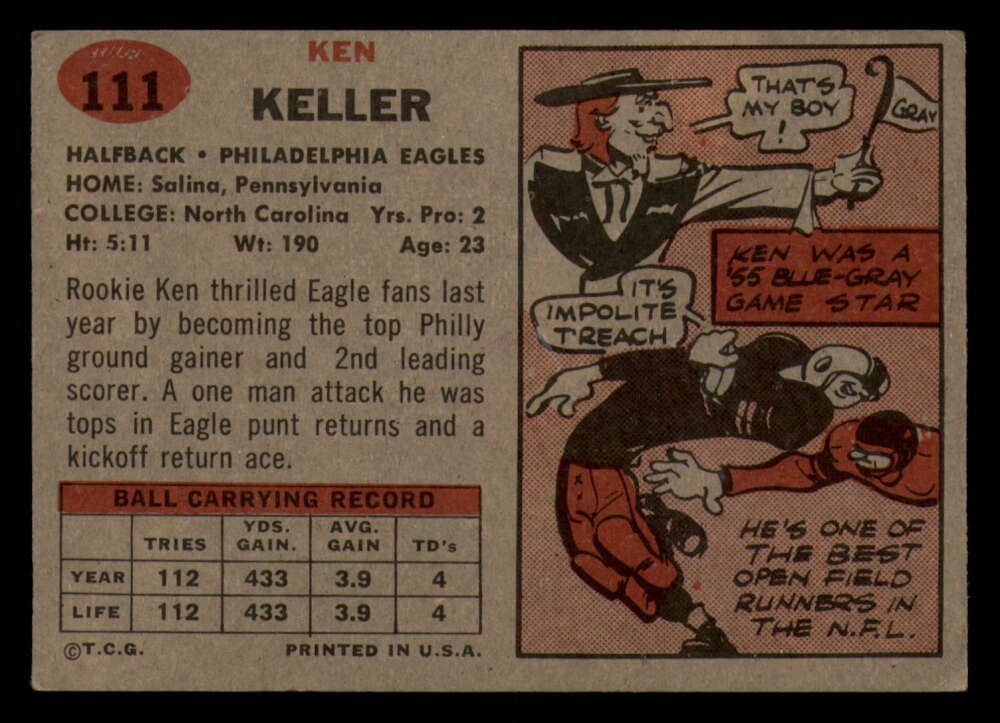 111
KEN
KELLER
HALFBACK • PHILADELPHIA EAGLES
HOME: Salina, Pennsylvania
COLLEGE: North Carolina Yrs. Pro: 2
Ht: 5:11 Wt: 190 Age: 23
Rookie Ken thrilled Eagle fans last
year by becoming the top Philly
ground gainer and 2nd leading
scorer. A one man attack he was
tops in Eagle punt returns and a
kickoff return ace.
BALL CARRYING RECORD
TRIES YDS. GAIN. AVG. GAIN TD's
YEAR 112 433 3.9 4
LIFE 112 433 3.9 4
©T.C.G. PRINTED IN U.S.A.
THAT'S
MY BOY
!
GRAY
KEN WAS A
'55 BLUE-GRAY
GAME STAR
IT'S
IMPOLITE
T'REACH
HE'S ONE OF
THE BEST
OPEN FIELD
RUNNERS IN
THE N.F.L.